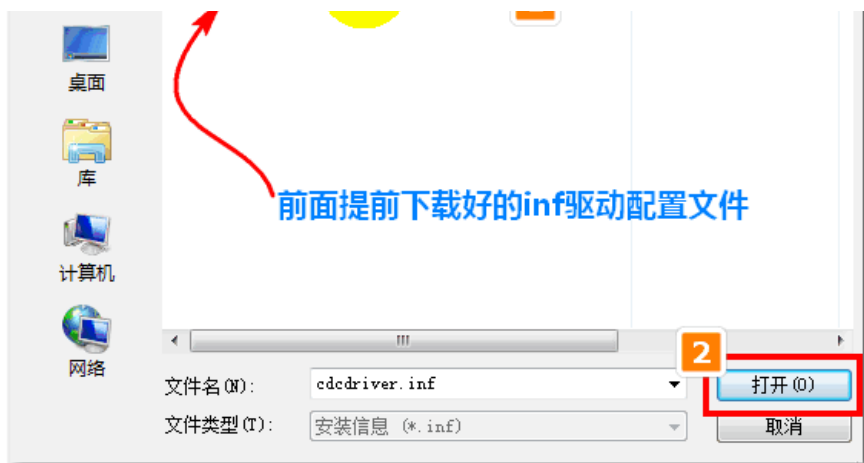 桌面
库
前面提前下载好的inf驱动配置文件
计算机
网络
2
文件名(N):
cdcdriver.inf
打开(O)
文件类型(T):
安装信息 (*.inf)
取消